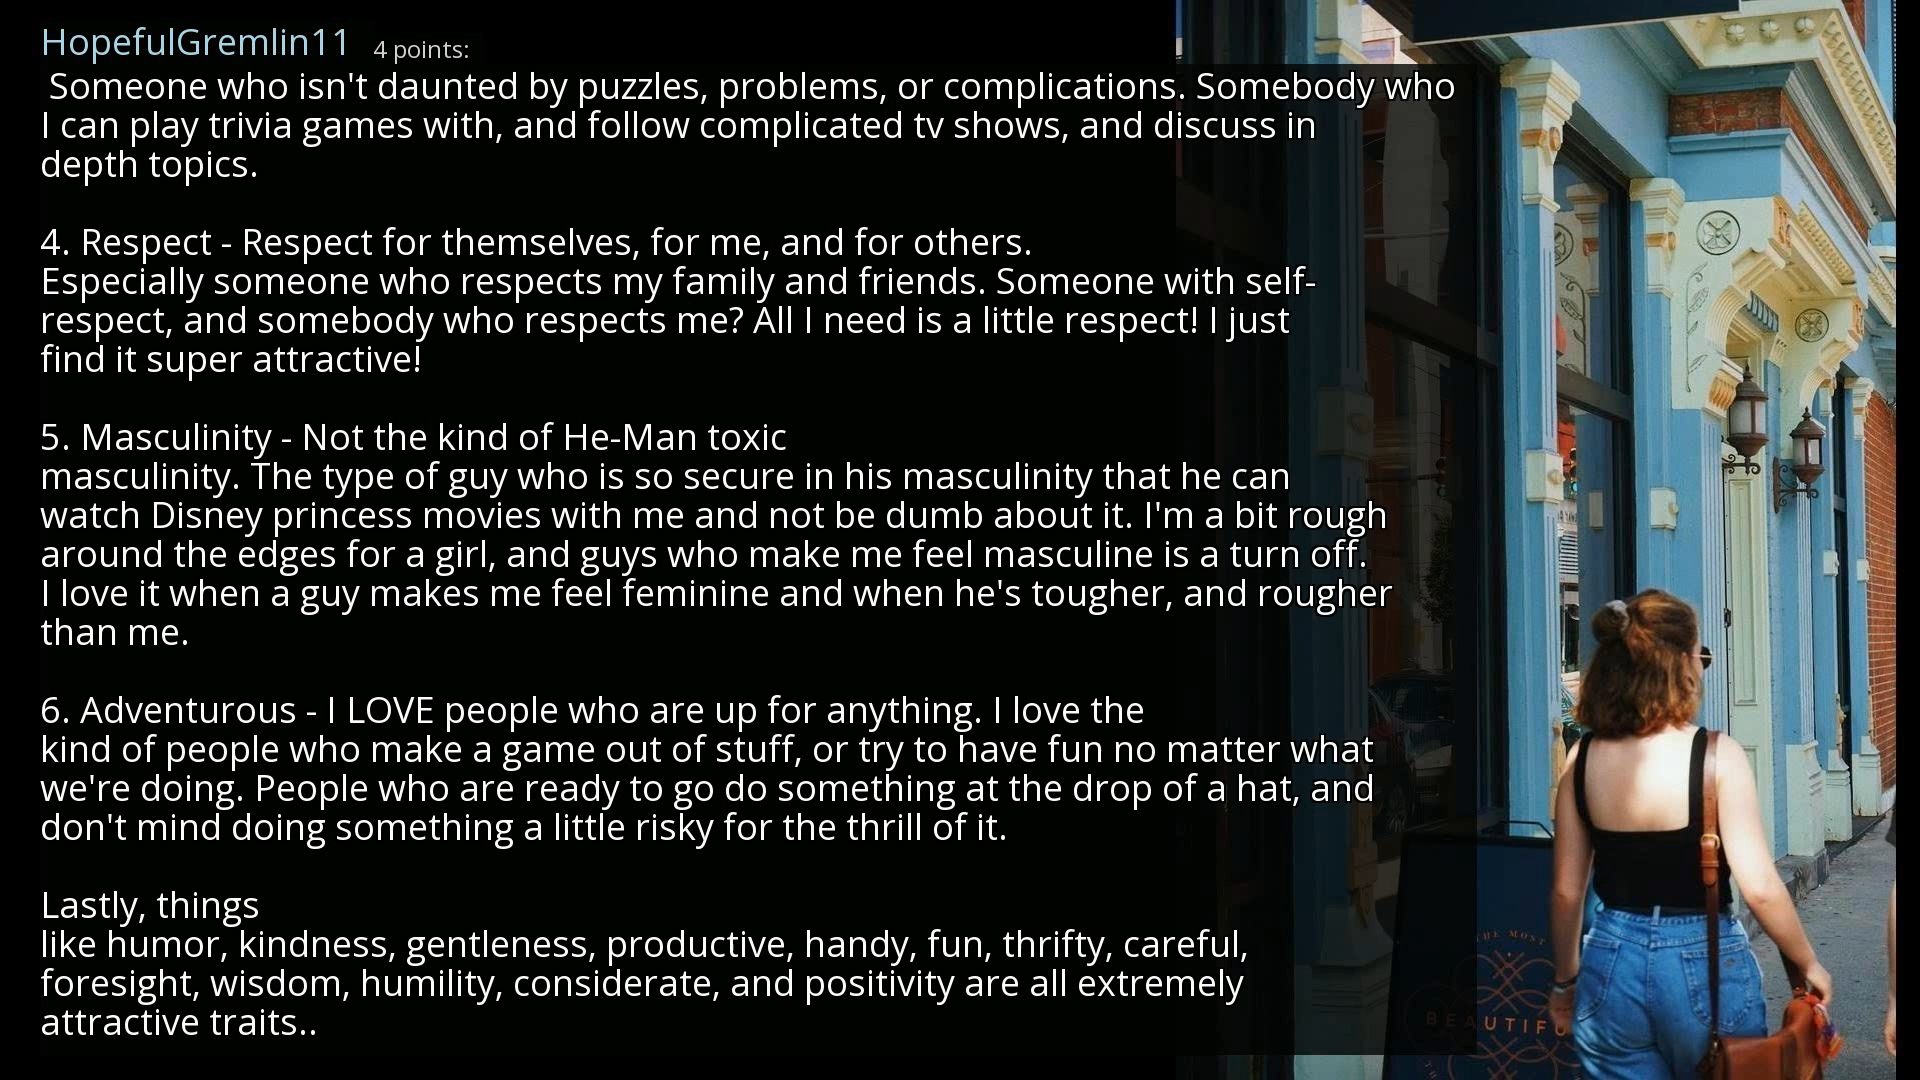 HopefulGremlin11 4 points:
Someone who isn't daunted by puzzles, problems, or complications. Somebody who
I can play trivia games with, and follow complicated tv shows, and discuss in
depth topics.
4. Respect - Respect for themselves, for me, and for others.
Especially someone who respects my family and friends. Someone with self-
respect, and somebody who respects me? All I need is a little respect! I just
find it super attractive!
5. Masculinity - Not the kind of He-Man toxic
masculinity. The type of guy who is so secure in his masculinity that he can
watch Disney princess movies with me and not be dumb about it. I'm a bit rough
around the edges for a girl, and guys who make me feel masculine is a turn off.
I love it when a guy makes me feel feminine and when he's tougher, and rougher
than me.
6. Adventurous - I LOVE people who are up for anything. I love the
kind of people who make a game out of stuff, or try to have fun no matter what
we're doing. People who are ready to go do something at the drop of a hat, and
don't mind doing something a little risky for the thrill of it.
Lastly, things
like humor, kindness, gentleness, productive, handy, fun, thrifty, careful,
foresight, wisdom, humility, considerate, and positivity are all extremely
attractive traits..
THE MOST
BEAUTIFU